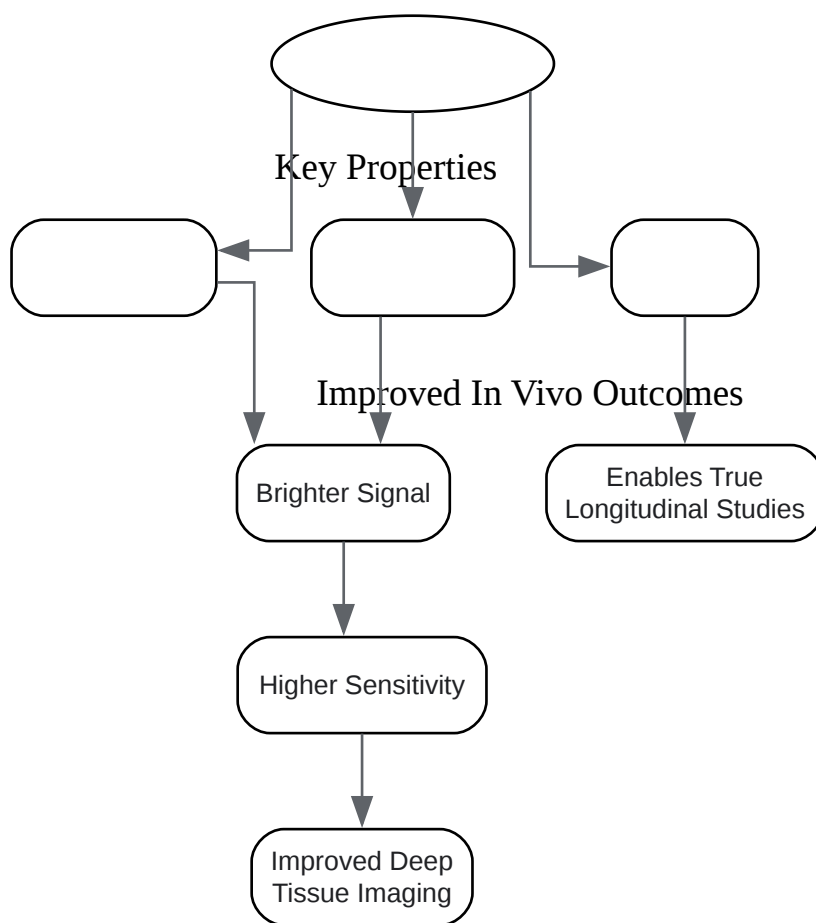 Key Properties
Improved In Vivo Outcomes
Brighter Signal
Enables True
Longitudinal Studies
Higher Sensitivity
Improved Deep
Tissue Imaging